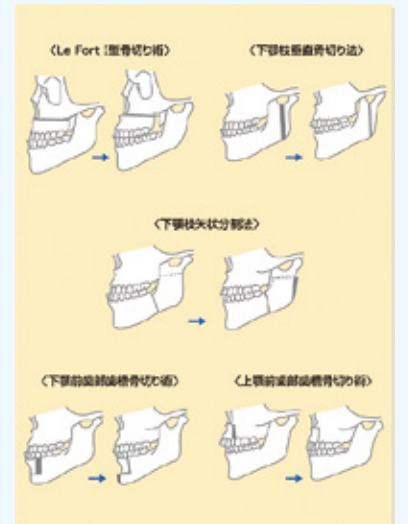 〈Le Fort I型骨切り術〉
〈下顎枝垂直骨切り法〉
〈下顎枝矢状分割法〉
〈下顎前歯部歯槽骨切り術〉
〈上顎前歯部歯槽骨切り術〉